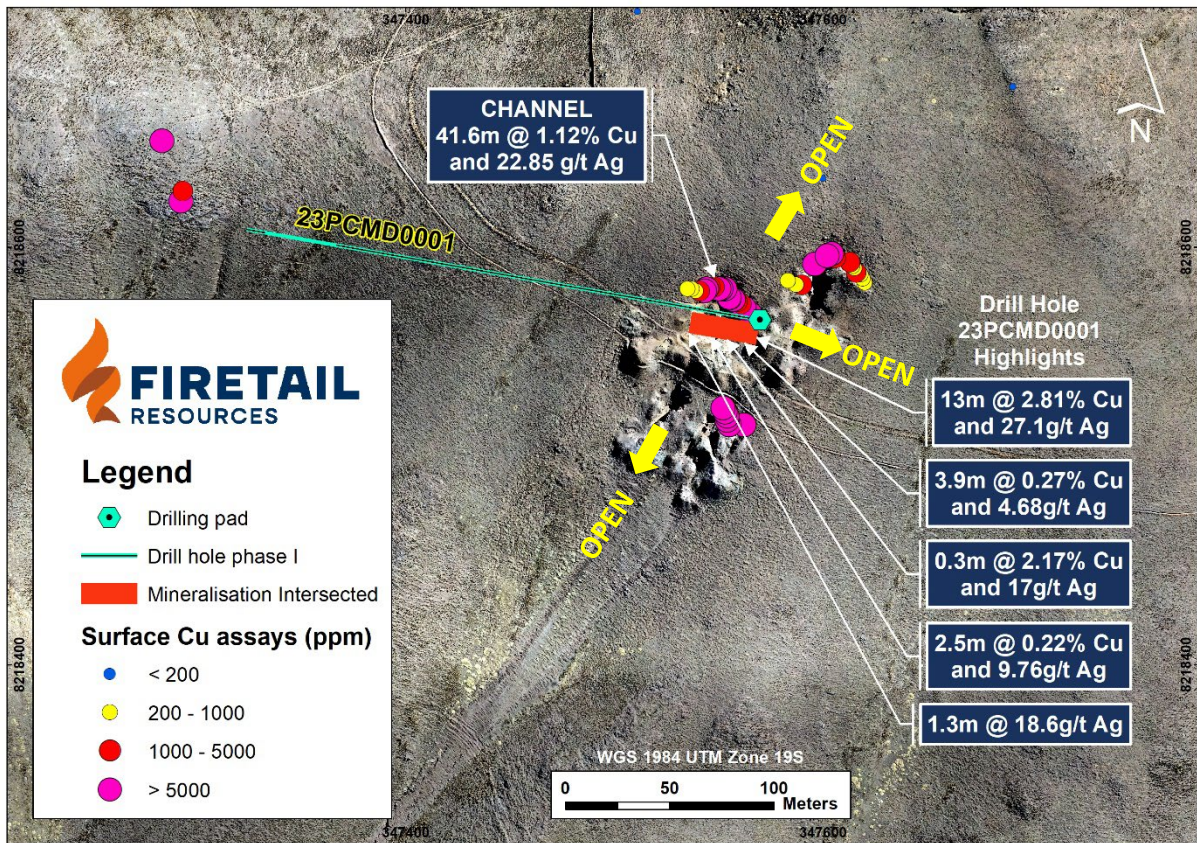 347400
347600
CHANNEL
41.6m @ 1.12% Cu
and 22.85 g/t Ag
OPEN
N
23PCMD0001
8218600
8218600
FIRETAIL
RESOURCES
OPEN
Drill Hole
23PCMD0001
Highlights
13m @ 2.81% Cu
and 27.1g/t Ag
3.9m @ 0.27% Cu
and 4.68g/t Ag
0.3m @ 2.17% Cu
and 17g/t Ag
2.5m @ 0.22% Cu
and 9.76g/t Ag
1.3m @ 18.6g/t Ag
OPEN
Legend
Drilling pad
Drill hole phase I
Mineralisation Intersected
Surface Cu assays (ppm)
< 200
200 - 1000
1000 - 5000
> 5000
8218400
8218400
WGS 1984 UTM Zone 19S
0 50 100
Meters
347400
347600